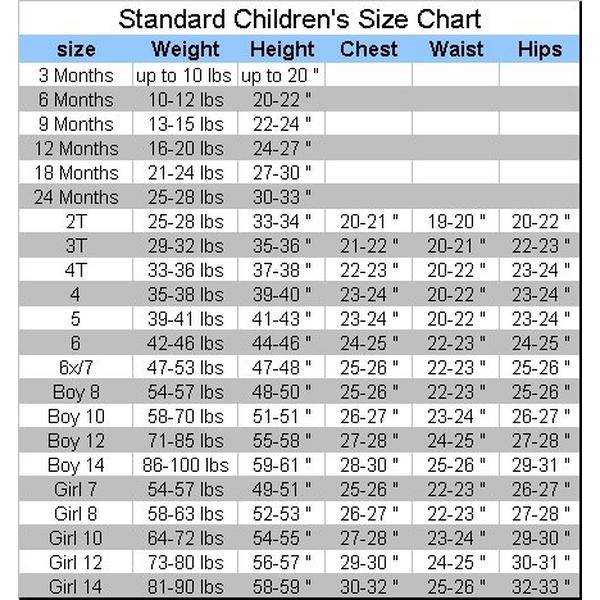 Standard Children's Size Chart
size Weight Height Chest Waist Hips
3 Months up to 10 lbs up to 20 "
6 Months 10-12 lbs 20-22 "
9 Months 13-15 lbs 22-24 "
12 Months 16-20 lbs 24-27 "
18 Months 21-24 lbs 27-30 "
24 Months 25-28 lbs 30-33 "
2T 25-28 lbs 33-34 " 20-21 " 19-20 " 20-22 "
3T 29-32 lbs 35-36 " 21-22 " 20-21 " 22-23 "
4T 33-36 lbs 37-38 " 22-23 " 20-22 " 23-24 "
4 35-38 lbs 39-40 " 23-24 " 20-22 " 23-24 "
5 39-41 lbs 41-43 " 23-24 " 20-22 " 23-24 "
6 42-46 lbs 44-46 " 24-25 " 22-23 " 24-25 "
6x/7 47-53 lbs 47-48 " 25-26 " 22-23 " 25-26 "
Boy 8 54-57 lbs 48-50 " 25-26 " 22-23 " 25-26 "
Boy 10 58-70 lbs 51-51 " 26-27 " 23-24 " 26-27 "
Boy 12 71-85 lbs 55-58 " 27-28 " 24-25 " 27-28 "
Boy 14 86-100 lbs 59-61 " 28-30 " 25-26 " 29-31 "
Girl 7 54-57 lbs 49-51 " 25-26 " 22-23 " 26-27 "
Girl 8 58-63 lbs 52-53 " 26-27 " 22-23 " 27-28 "
Girl 10 64-72 lbs 54-55 " 27-28 " 23-24 " 29-30 "
Girl 12 73-80 lbs 56-57 " 29-30 " 24-25 " 30-31 "
Girl 14 81-90 lbs 58-59 " 30-32 " 25-26 " 32-33 "